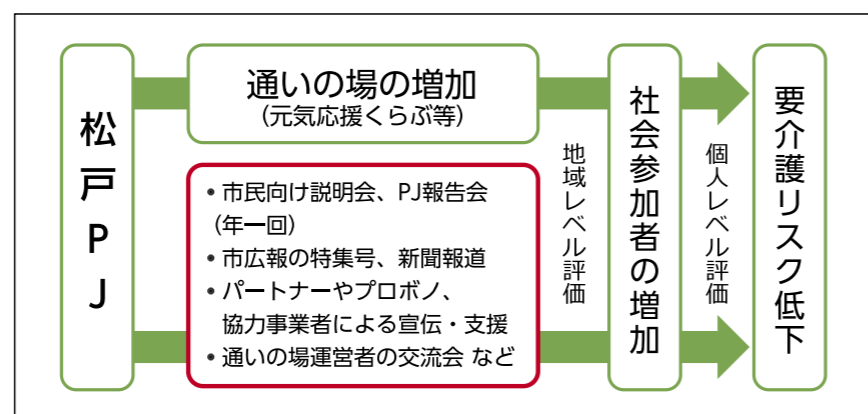 松戸PJ
通いの場の増加
（元気応援くらぶ等）
• 市民向け説明会、PJ報告会
（年一回）
• 市広報の特集号、新聞報道
• パートナーやプロボノ、
協力事業者による宣伝・支援
• 通いの場運営者の交流会 など
地域レベル評価
社会参加者の増加
個人レベル評価
要介護リスク低下